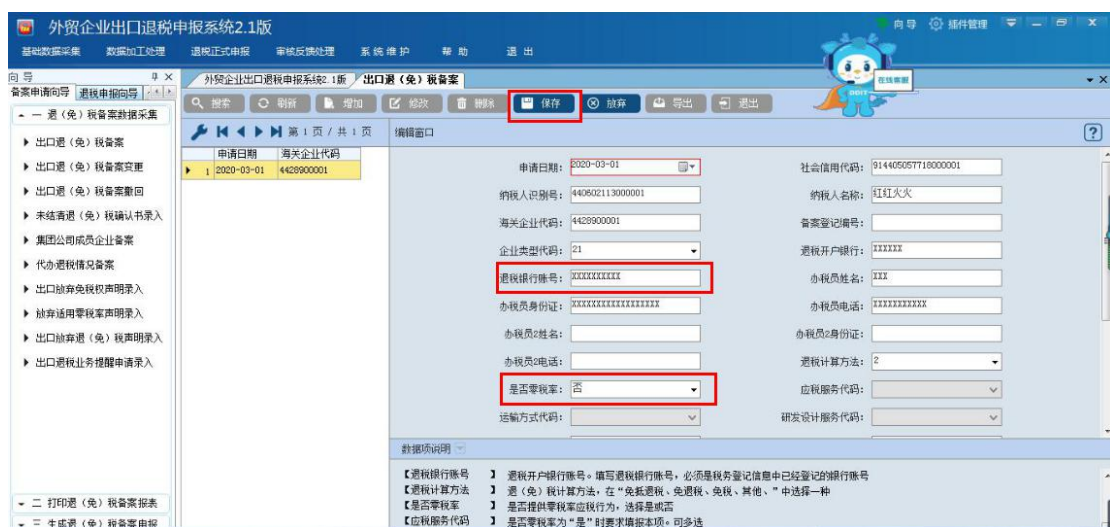 外贸企业出口退税申报系统2.1版
向导 插件管理
基础数据采集 数据加工处理 退税正式申报 审核反馈处理 系统维护 帮助 退出
在线客服
向导
备案申请向导 退税申报向导
外贸企业出口退税申报系统2.1版 出口退(免)税备案
搜索 刷新 增加 修改 删除 保存 放弃 导出 退出
一 退(免)税备案数据采集
出口退(免)税备案
出口退(免)税备案变更
出口退(免)税备案撤回
未结清退(免)税确认书录入
集团公司成员企业备案
代办退税情况备案
出口放弃免税权声明录入
放弃适用零税率声明录入
出口放弃退(免)税声明录入
出口退税业务提醒申请录入
二 打印退(免)税备案报表
三 生成退(免)税备案申报
第1页/共1页
申请日期 海关企业代码
1 2020-03-01 4428900001
编辑窗口
申请日期: 2020-03-01 社会信用代码: 914405057718000001
纳税人识别号: 440602113000001 纳税人名称: 红红火火
海关企业代码: 4428900001 备案登记编号:
企业类型代码: 21 退税开户银行: XXXXXX
退税银行账号: XXXXXXXXXX 办税员姓名: XXX
办税员身份证: XXXXXXXXXXXXXXXXXX 办税员电话: XXXXXXXXXXX
办税员2姓名: 办税员2身份证:
办税员2电话: 退税计算方法: 2
是否零税率: 否 应税服务代码:
运输方式代码: 研发设计服务代码:
数据项说明
【退税银行账号 】 退税开户银行账号。填写退税银行账号,必须是税务登记信息中已经登记的银行账号
【退税计算方法 】 退(免)税计算方法,在“免抵退税、免退税、免税、其他、”中选择一种
【是否零税率 】 是否提供零税率应税行为,选择是或否
【应税服务代码 】 是否零税率为“是”时要求填报本项。可多选